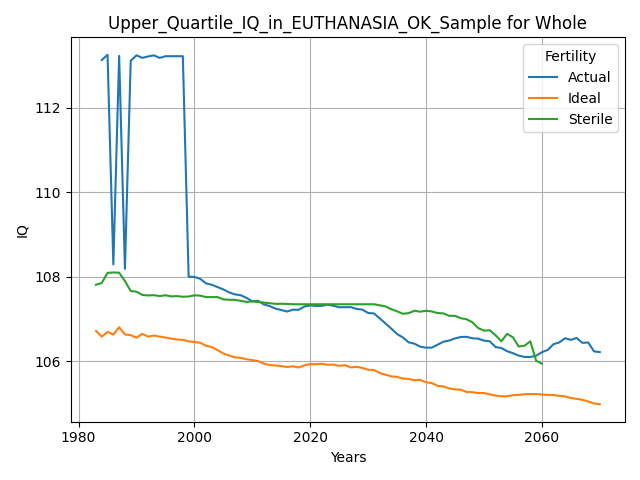 Upper_Quartile_IQ_in_EUTHANASIA_OK_Sample for Whole
Fertility
Actual
Ideal
Sterile
IQ
112
110
108
106
1980
2000
2020
2040
2060
Years